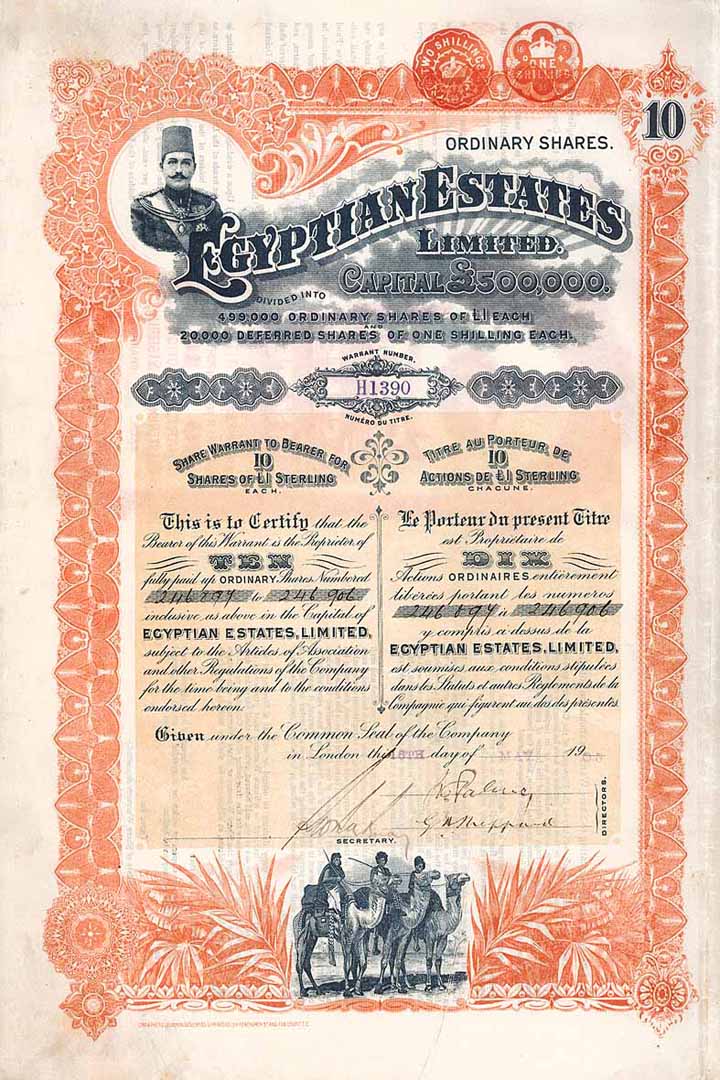 TWO SHILLINGS
ONE
SHILLING
10
ORDINARY SHARES.
EGYPTIAN ESTATES
LIMITED.
CAPITAL £500,000.
DIVIDED INTO
499,000 ORDINARY SHARES OF £1 EACH
AND
20,000 DEFERRED SHARES OF ONE SHILLING EACH.
WARRANT NUMBER.
H1390
NUMÉRO DU TITRE.
SHARE WARRANT TO BEARER FOR
10
SHARES OF £1 STERLING
EACH.
This is to Certify that the
Bearer of this Warrant is the Proprietor of
TEN
fully paid up ORDINARY Shares Numbered
246897 to 246906
inclusive as above in the Capital of
EGYPTIAN ESTATES, LIMITED,
subject to the Articles of Association
and other Regulations of the Company
for the time being and to the conditions
endorsed hereon.
TITRE AU PORTEUR DE
10
ACTIONS DE £1 STERLING
CHACUNE.
Le Porteur du present Titre
est Propriétaire de
DIX
Actions ORDINAIRES entièrement
libérées portant les numeros
246897 à 246906
y compris ci dessus de la
EGYPTIAN ESTATES, LIMITED,
est soumises aux conditions stipulées
dans les Statuts et autres Réglements de la
Compagnie qui figurent au dos des présentes.
Given under the Common Seal of the Company
in London this 18TH day of MAY 19
G N Sheppard
DIRECTORS.
SECRETARY.